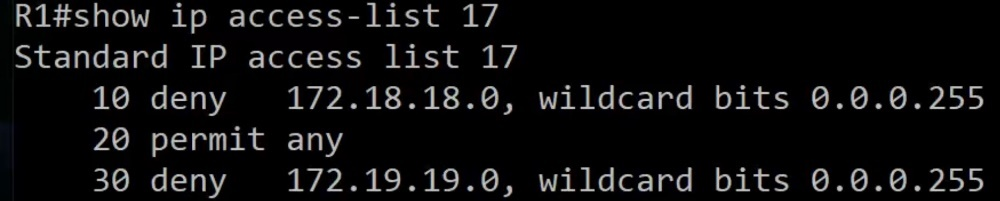 R1#show ip access-list 17
Standard IP access list 17
    10 deny   172.18.18.0, wildcard bits 0.0.0.255
    20 permit any
    30 deny   172.19.19.0, wildcard bits 0.0.0.255